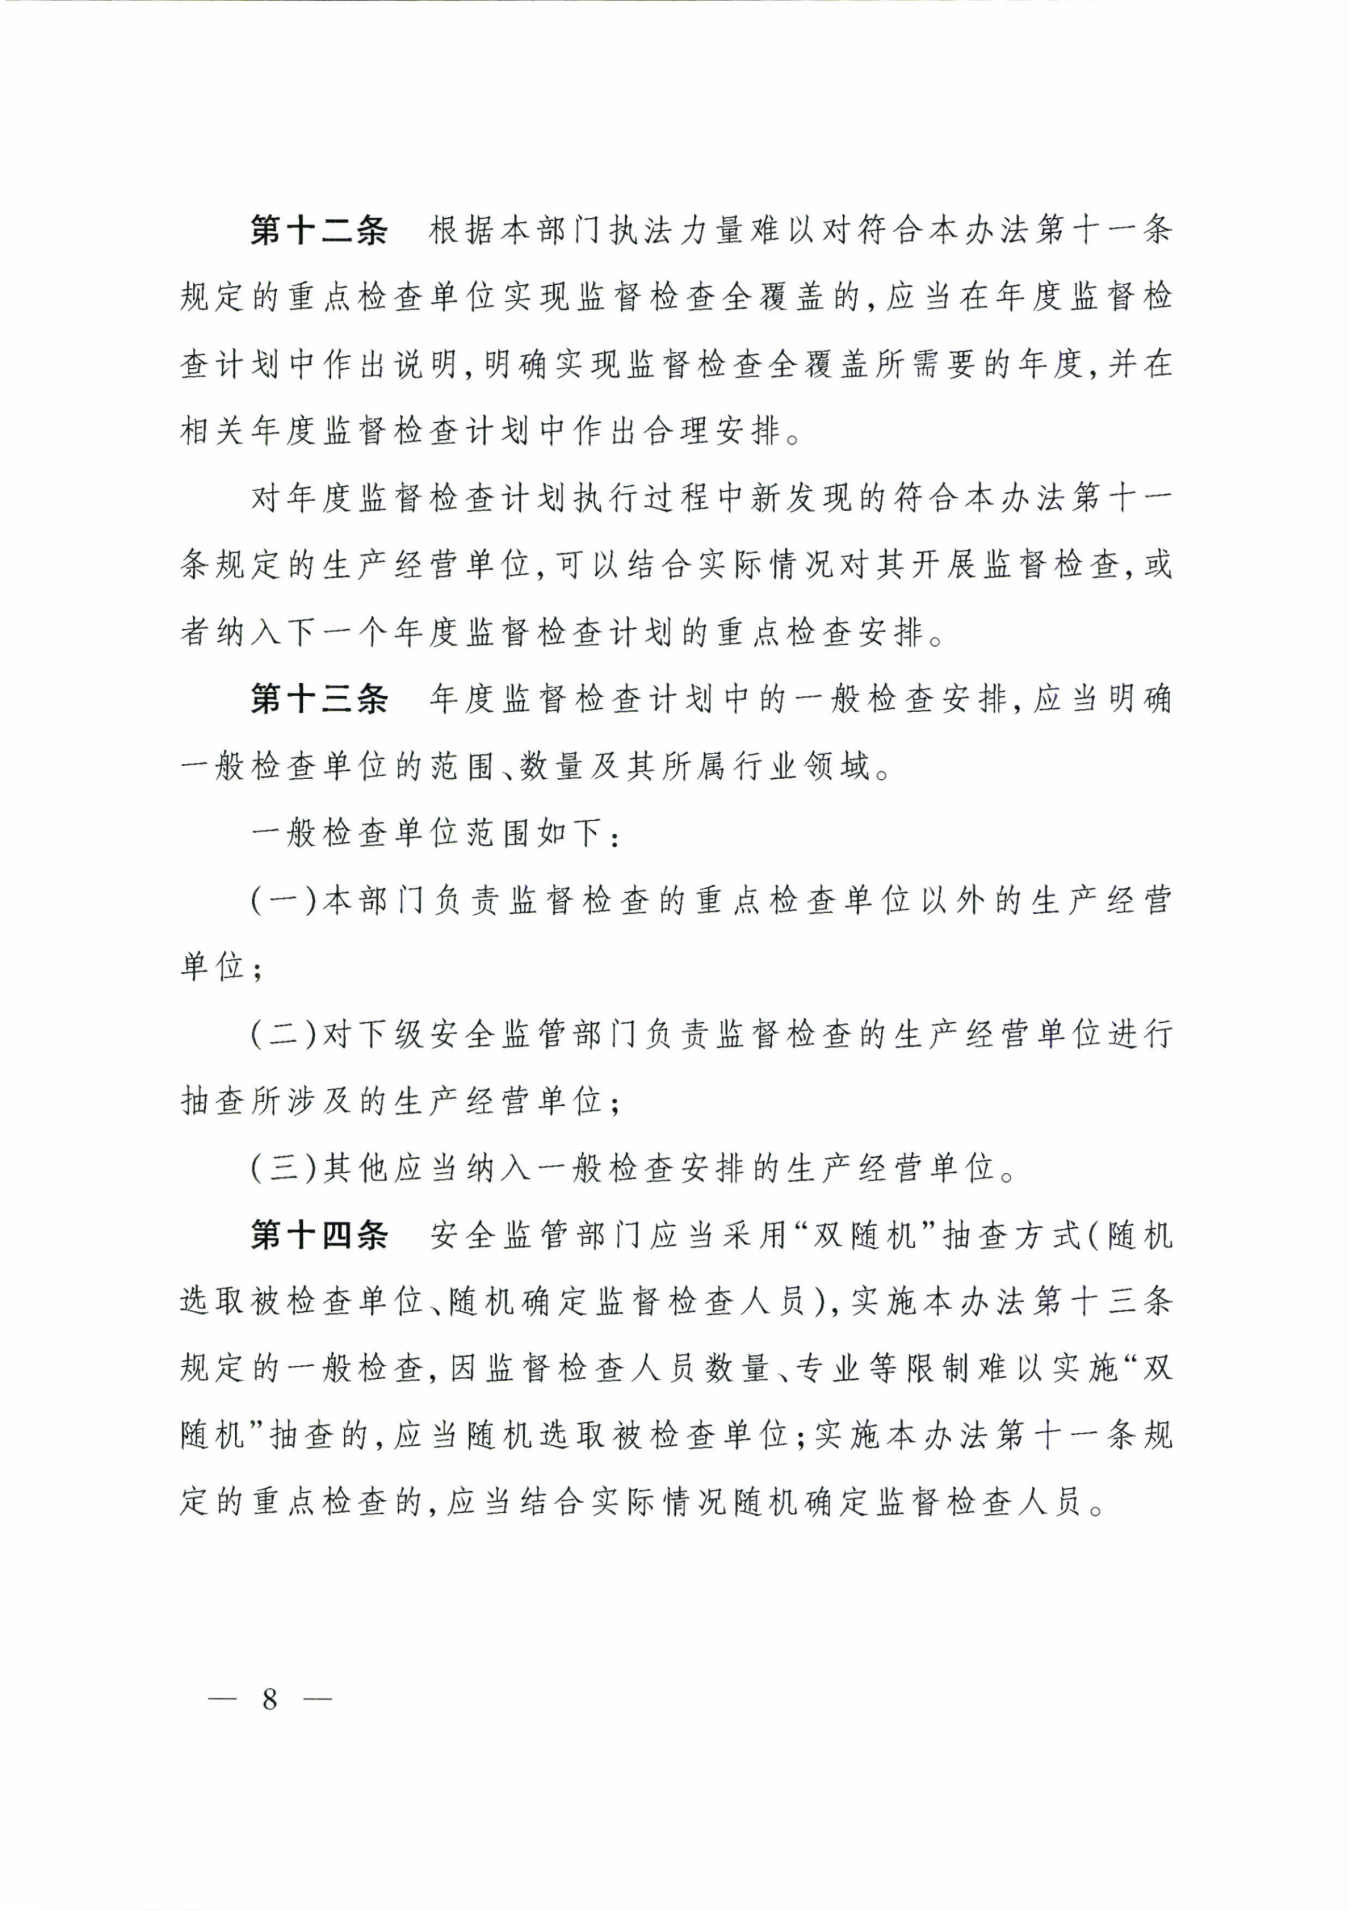 第十二条　根据本部门执法力量难以对符合本办法第十一条
规定的重点检查单位实现监督检查全覆盖的,应当在年度监督检
查计划中作出说明,明确实现监督检查全覆盖所需要的年度,并在
相关年度监督检查计划中作出合理安排。
对年度监督检查计划执行过程中新发现的符合本办法第十一
条规定的生产经营单位,可以结合实际情况对其开展监督检查,或
者纳入下一个年度监督检查计划的重点检查安排。
第十三条　年度监督检查计划中的一般检查安排,应当明确
一般检查单位的范围、数量及其所属行业领域。
一般检查单位范围如下:
(一)本部门负责监督检查的重点检查单位以外的生产经营
单位;
(二)对下级安全监管部门负责监督检查的生产经营单位进行
抽查所涉及的生产经营单位;
(三)其他应当纳入一般检查安排的生产经营单位。
第十四条　安全监管部门应当采用“双随机”抽查方式(随机
选取被检查单位、随机确定监督检查人员),实施本办法第十三条
规定的一般检查,因监督检查人员数量、专业等限制难以实施“双
随机”抽查的,应当随机选取被检查单位;实施本办法第十一条规
定的重点检查的,应当结合实际情况随机确定监督检查人员。
— 8 —